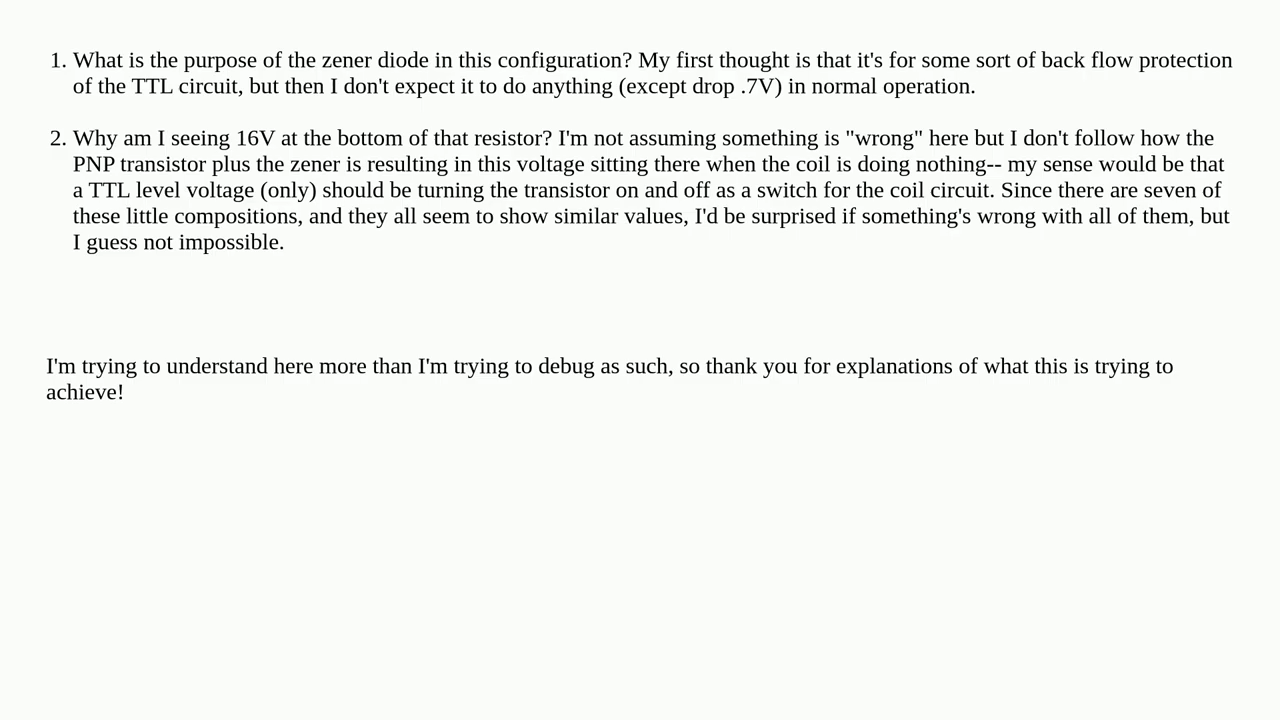 1. What is the purpose of the zener diode in this configuration? My first thought is that it's for some sort of back flow protection
of the TTL circuit, but then I don't expect it to do anything (except drop .7V) in normal operation.
2. Why am I seeing 16V at the bottom of that resistor? I'm not assuming something is "wrong" here but I don't follow how the
PNP transistor plus the zener is resulting in this voltage sitting there when the coil is doing nothing-- my sense would be that
a TTL level voltage (only) should be turning the transistor on and off as a switch for the coil circuit. Since there are seven of
these little compositions, and they all seem to show similar values, I'd be surprised if something's wrong with all of them, but
I guess not impossible.
I'm trying to understand here more than I'm trying to debug as such, so thank you for explanations of what this is trying to
achieve!